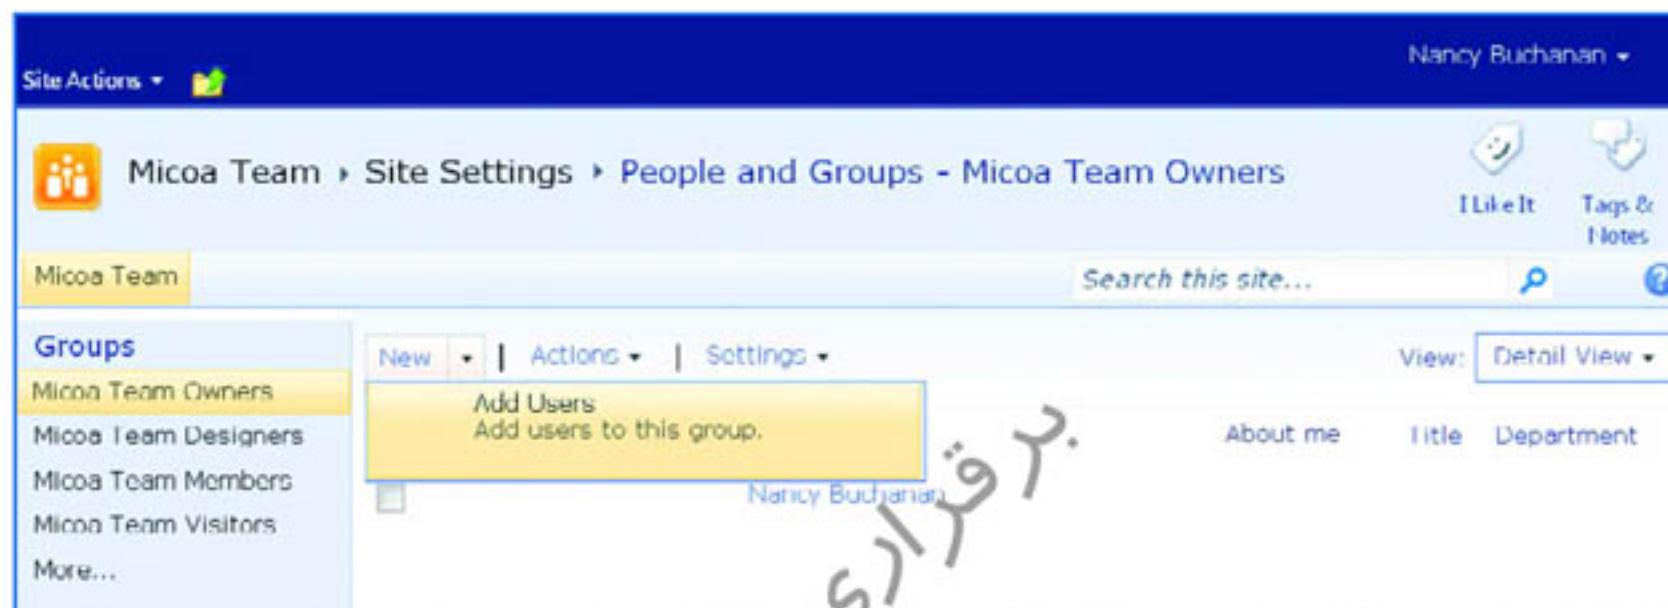 Nancy Buchanan
Site Actions
Micoa Team Site Settings People and Groups - Micoa Team Owners
I Like It
Tags &
Notes
Micoa Team
Search this site...
Groups
New | Actions | Settings
View: Detail View
Micoa Team Owners
Add Users
Add users to this group.
Micoa Team Designers
About me Title Department
Micoa Team Members
Nancy Buchanan
Micoa Team Visitors
More...
برقراری